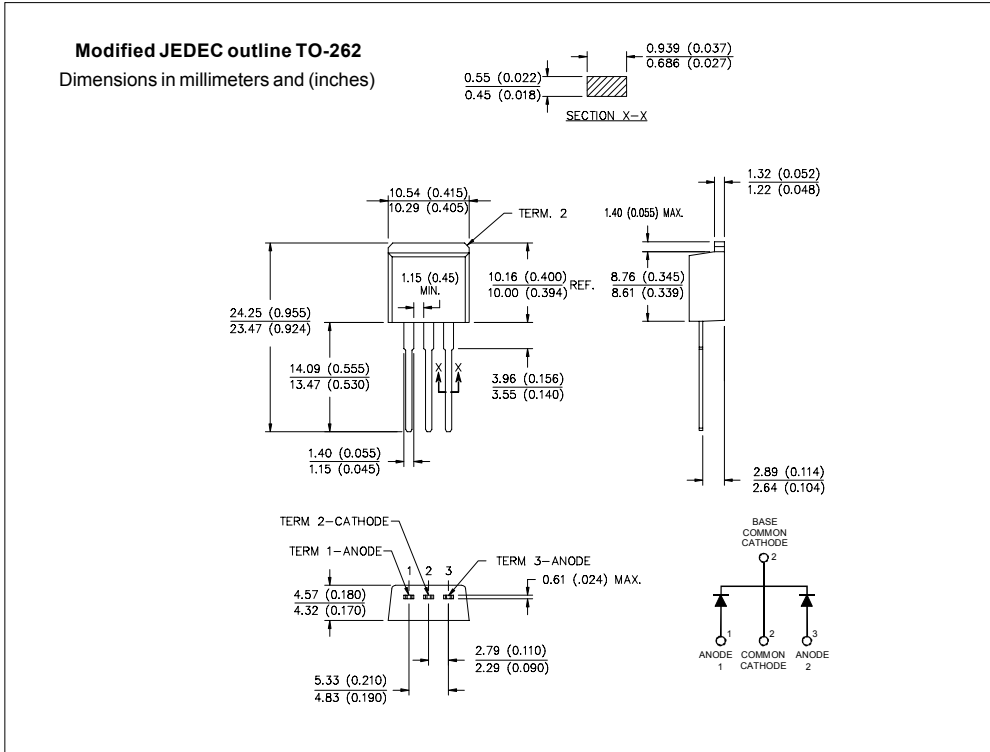 Modified JEDEC outline TO-262
Dimensions in millimeters and (inches)
0.939 (0.037)
0.686 (0.027)
0.55 (0.022)
0.45 (0.018)
SECTION X-X
10.54 (0.415)
10.29 (0.405)
TERM. 2
1.32 (0.052)
1.22 (0.048)
1.40 (0.055) MAX.
1.15 (0.45)
MIN.
10.16 (0.400)
10.00 (0.394)
REF.
8.76 (0.345)
8.61 (0.339)
24.25 (0.955)
23.47 (0.924)
14.09 (0.555)
13.47 (0.530)
X X
3.96 (0.156)
3.55 (0.140)
1.40 (0.055)
1.15 (0.045)
2.89 (0.114)
2.64 (0.104)
TERM 2-CATHODE
TERM 1-ANODE
TERM 3-ANODE
1 2 3
0.61 (.024) MAX.
4.57 (0.180)
4.32 (0.170)
2.79 (0.110)
2.29 (0.090)
5.33 (0.210)
4.83 (0.190)
BASE
COMMON
CATHODE
2
1 2 3
ANODE COMMON ANODE
1 CATHODE 2